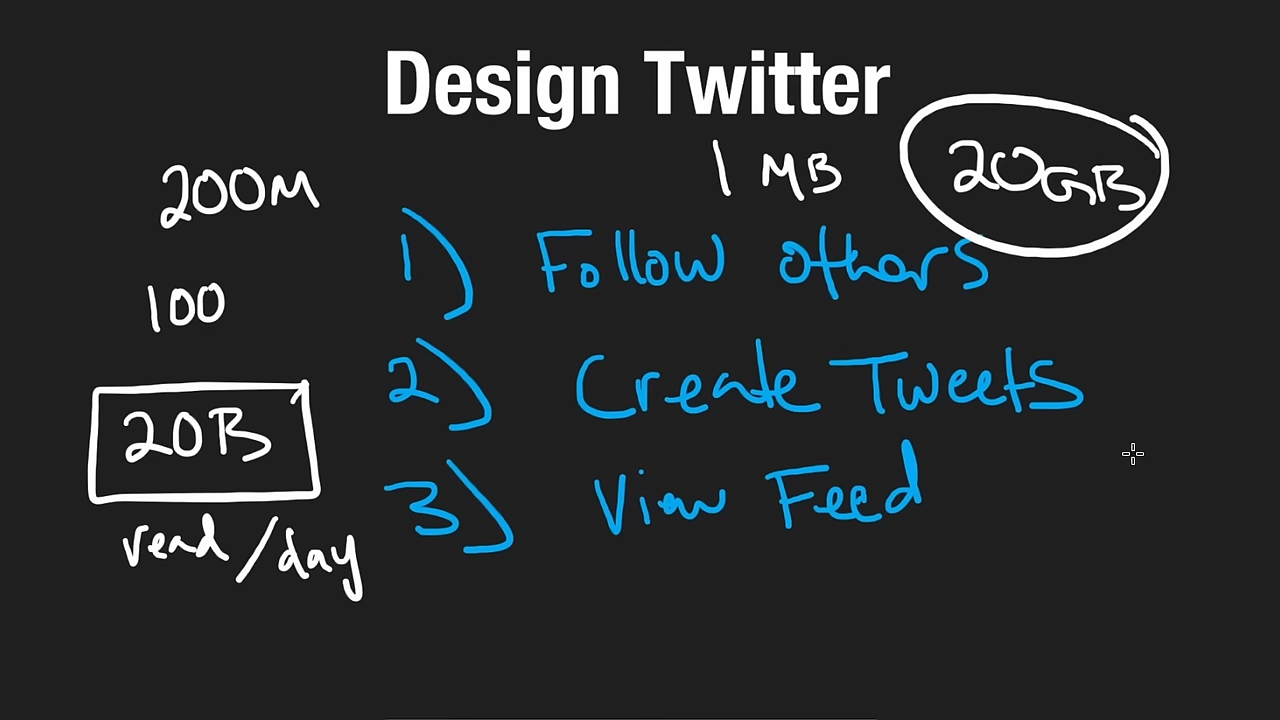 Design Twitter
1 MB
20GB
200M
1) Follow others
100
2) Create Tweets
20B
3) View Feed
read/day